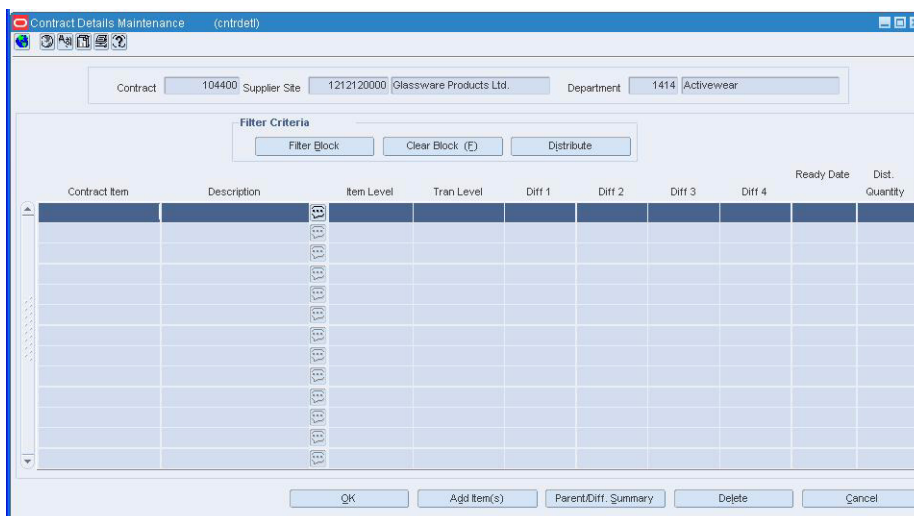 Contract Details Maintenance (cntrdetl)
Contract 104400 Supplier Site 1212120000 Glassware Products Ltd. Department 1414 Activewear
Filter Criteria
Filter Block Clear Block (F) Distribute
Ready Date Dist.
Contract Item Description Item Level Tran Level Diff 1 Diff 2 Diff 3 Diff 4 Quantity
OK Add Item(s) Parent/Diff. Summary Delete Cancel